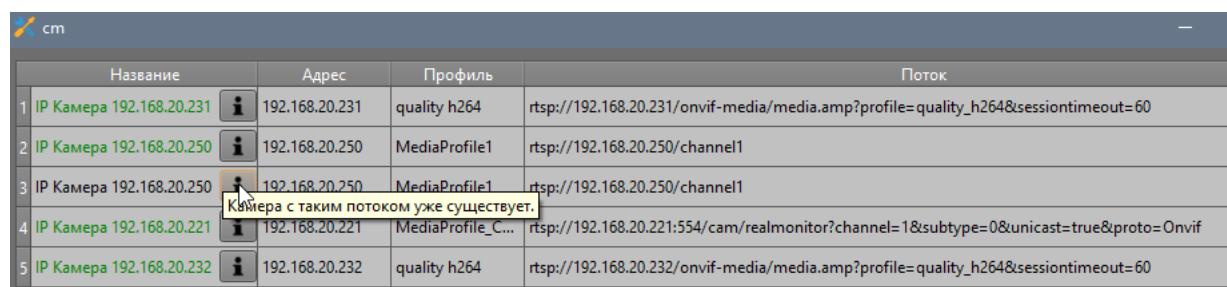 cm
Название Адрес Профиль Поток
1 IP Камера 192.168.20.231 192.168.20.231 quality h264 rtsp://192.168.20.231/onvif-media/media.amp?profile=quality_h264&sessiontimeout=60
2 IP Камера 192.168.20.250 192.168.20.250 MediaProfile1 rtsp://192.168.20.250/channel1
3 IP Камера 192.168.20.250 192.168.20.250 MediaProfile1 rtsp://192.168.20.250/channel1
Камера с таким потоком уже существует.
4 IP Камера 192.168.20.221 192.168.20.221 MediaProfile_C... rtsp://192.168.20.221:554/cam/realmonitor?channel=1&subtype=0&unicast=true&proto=Onvif
5 IP Камера 192.168.20.232 192.168.20.232 quality h264 rtsp://192.168.20.232/onvif-media/media.amp?profile=quality_h264&sessiontimeout=60